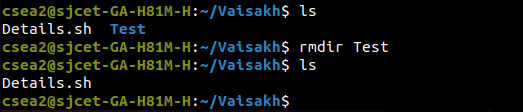 csea2@sjcet-GA-H81M-H:~/Vaisakh$ ls
Details.sh  Test
csea2@sjcet-GA-H81M-H:~/Vaisakh$ rmdir Test
csea2@sjcet-GA-H81M-H:~/Vaisakh$ ls
Details.sh
csea2@sjcet-GA-H81M-H:~/Vaisakh$